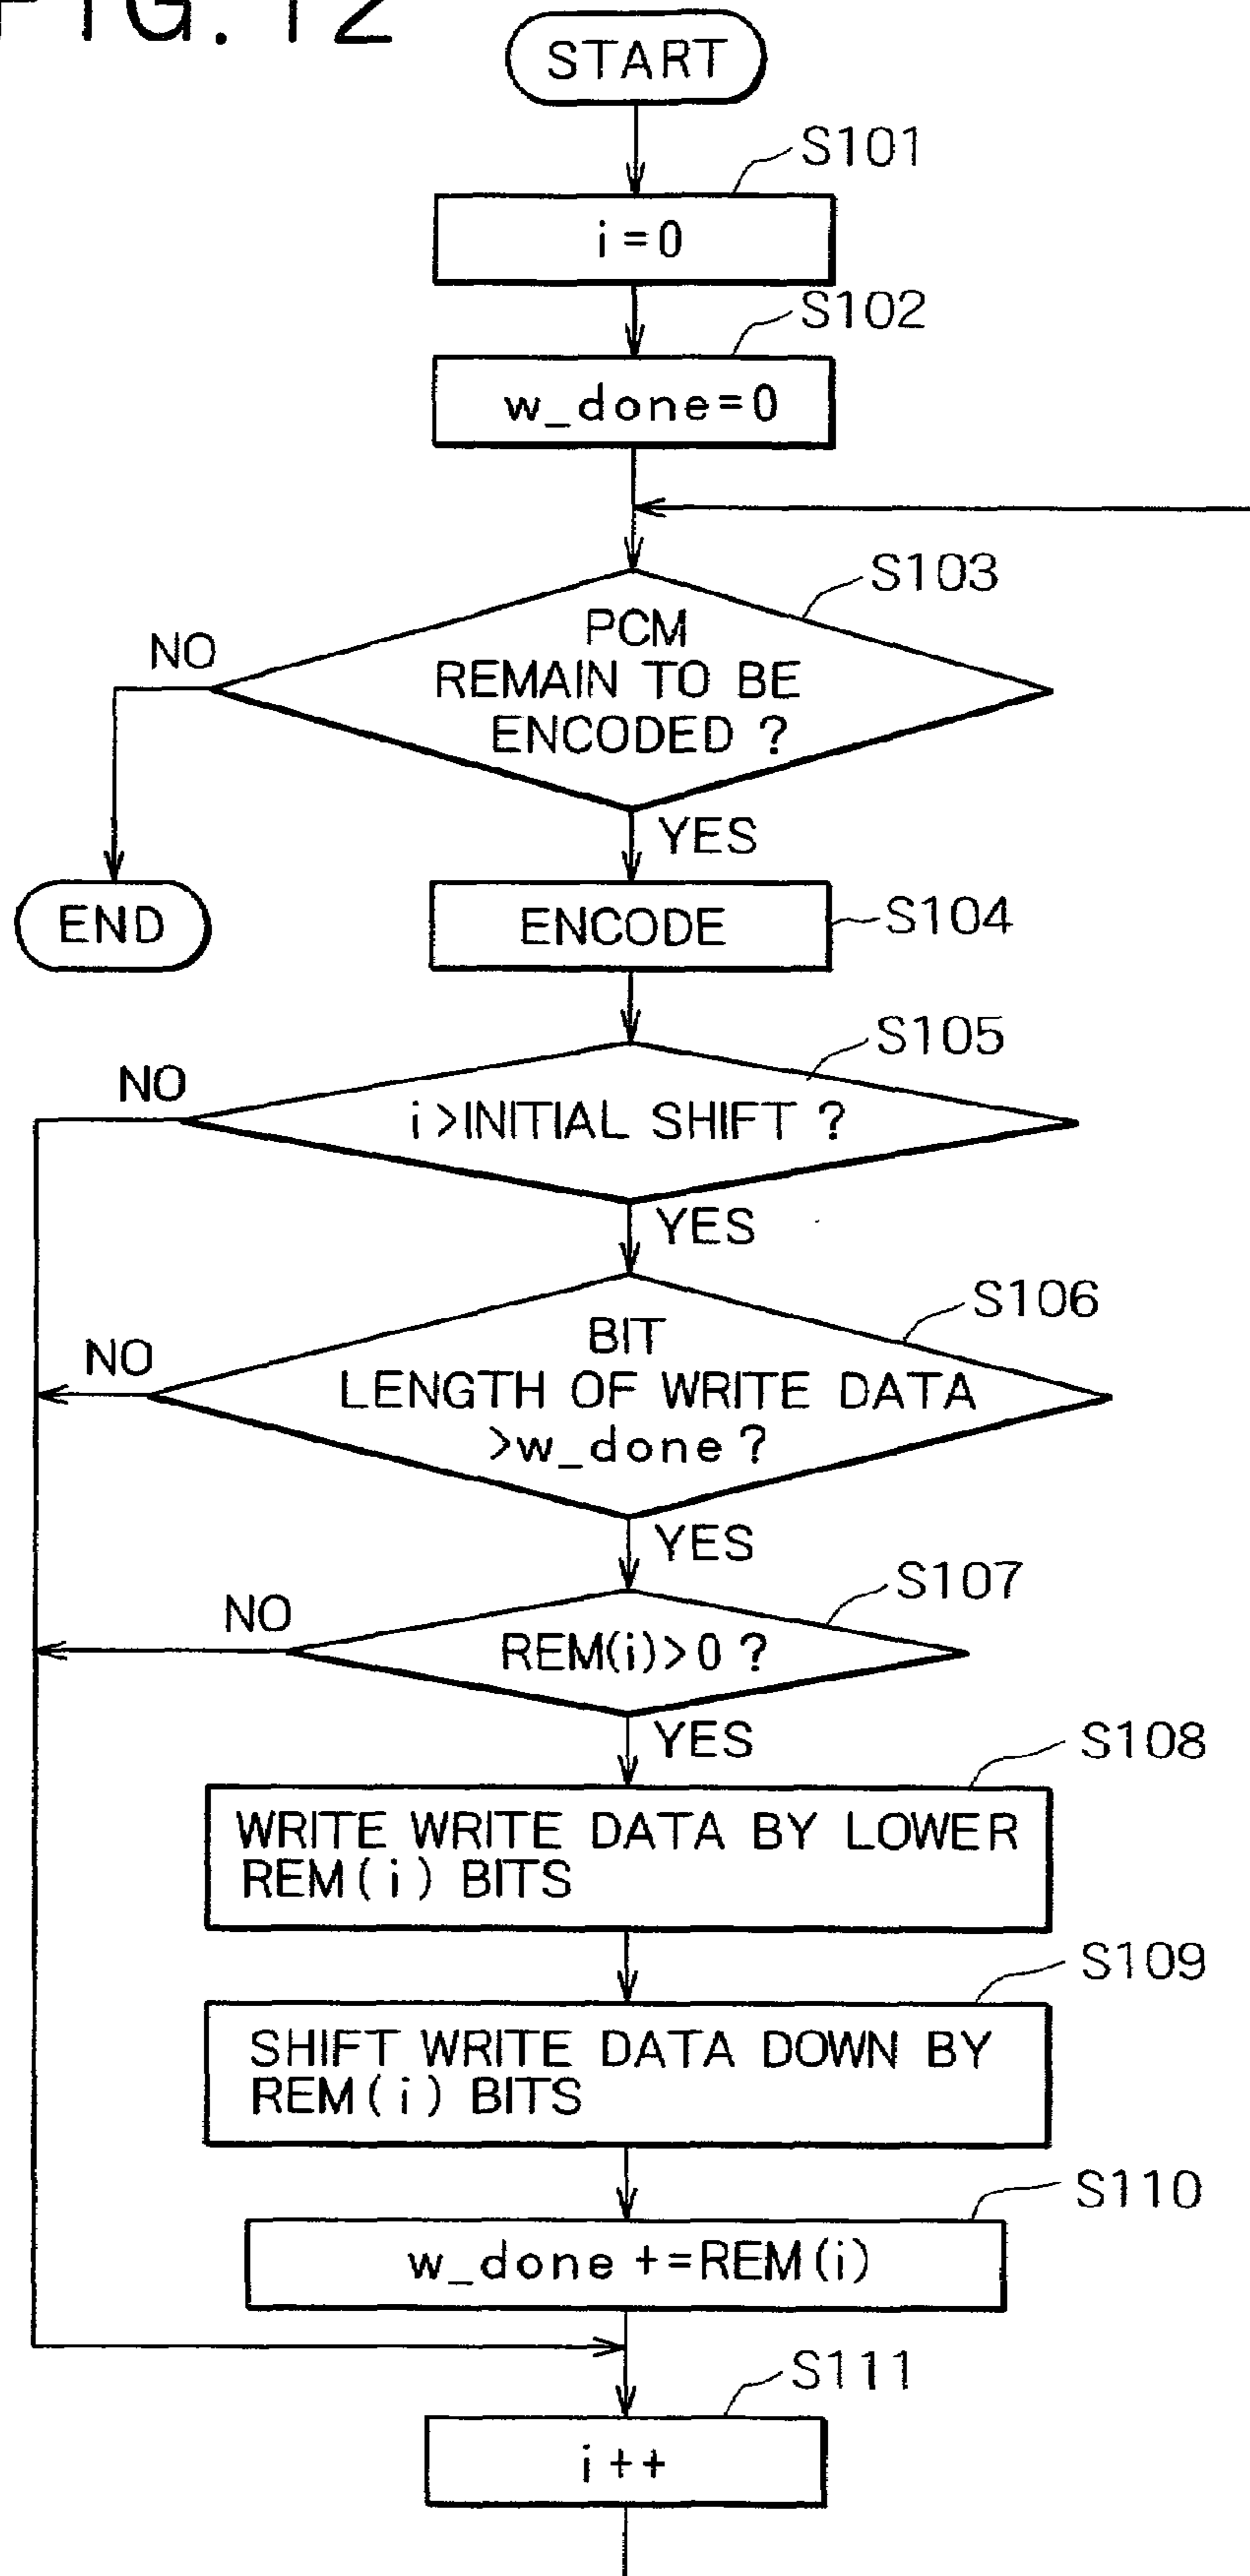 FIG. 12
START
S101
i=0
S102
w_done=0
S103
PCM
REMAIN TO BE
ENCODED ?
NO
YES
END
ENCODE
S104
S105
NO
i>INITIAL SHIFT ?
YES
S106
BIT
LENGTH OF WRITE DATA
>w_done ?
NO
YES
S107
NO
REM(i)>0 ?
YES
S108
WRITE WRITE DATA BY LOWER
REM(i) BITS
S109
SHIFT WRITE DATA DOWN BY
REM(i) BITS
S110
w_done +=REM(i)
S111
i++